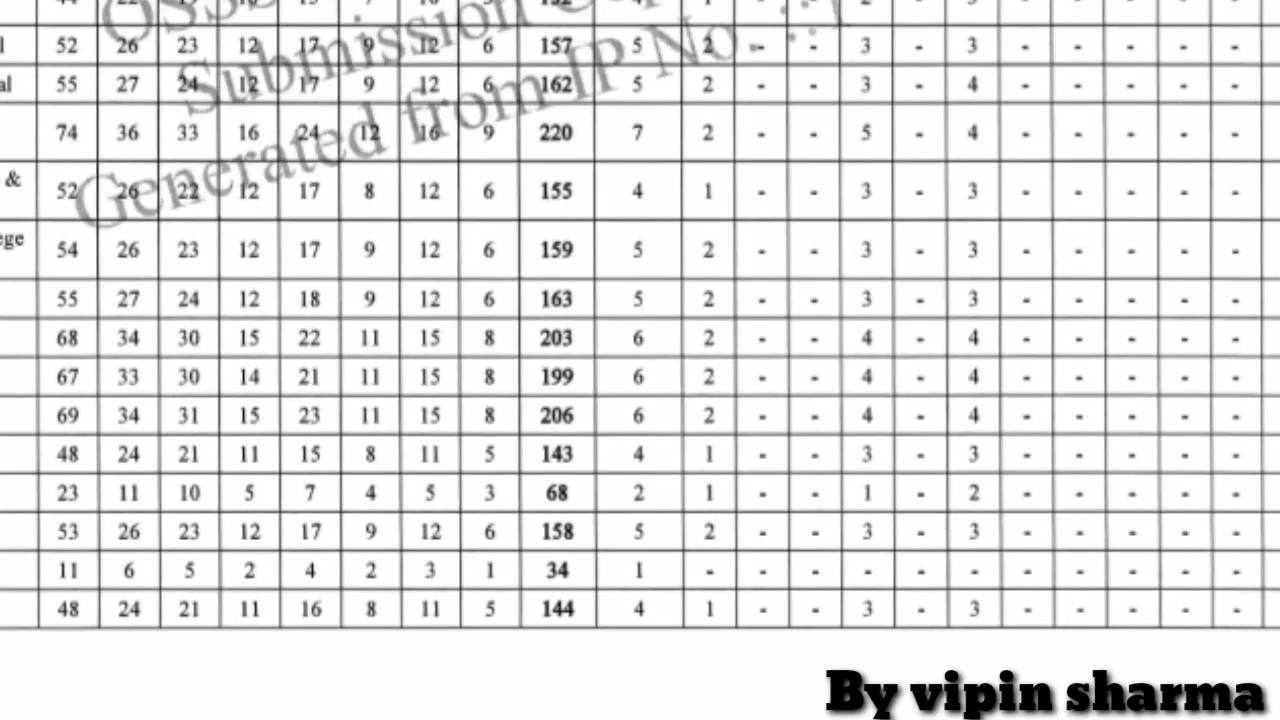 l 52 26 23 12 17 9 12 6 157 5 2 - - 3 - 3 - - - - -
al 55 27 24 12 17 9 12 6 162 5 2 - - 3 - 4 - - - - -
74 36 33 16 24 12 16 9 220 7 2 - - 5 - 4 - - - - -
& 52 26 22 12 17 8 12 6 155 4 1 - - 3 - 3 - - - - -
ege 54 26 23 12 17 9 12 6 159 5 2 - - 3 - 3 - - - - -
55 27 24 12 18 9 12 6 163 5 2 - - 3 - 3 - - - - -
68 34 30 15 22 11 15 8 203 6 2 - - 4 - 4 - - - - -
67 33 30 14 21 11 15 8 199 6 2 - - 4 - 4 - - - - -
69 34 31 15 23 11 15 8 206 6 2 - - 4 - 4 - - - - -
48 24 21 11 15 8 11 5 143 4 1 - - 3 - 3 - - - - -
23 11 10 5 7 4 5 3 68 2 1 - - 1 - 2 - - - - -
53 26 23 12 17 9 12 6 158 5 2 - - 3 - 3 - - - - -
11 6 5 2 4 2 3 1 34 1 - - - - - - - - - - -
48 24 21 11 16 8 11 5 144 4 1 - - 3 - 3 - - - - -
Submission
Generated from IP No.
By vipin sharma